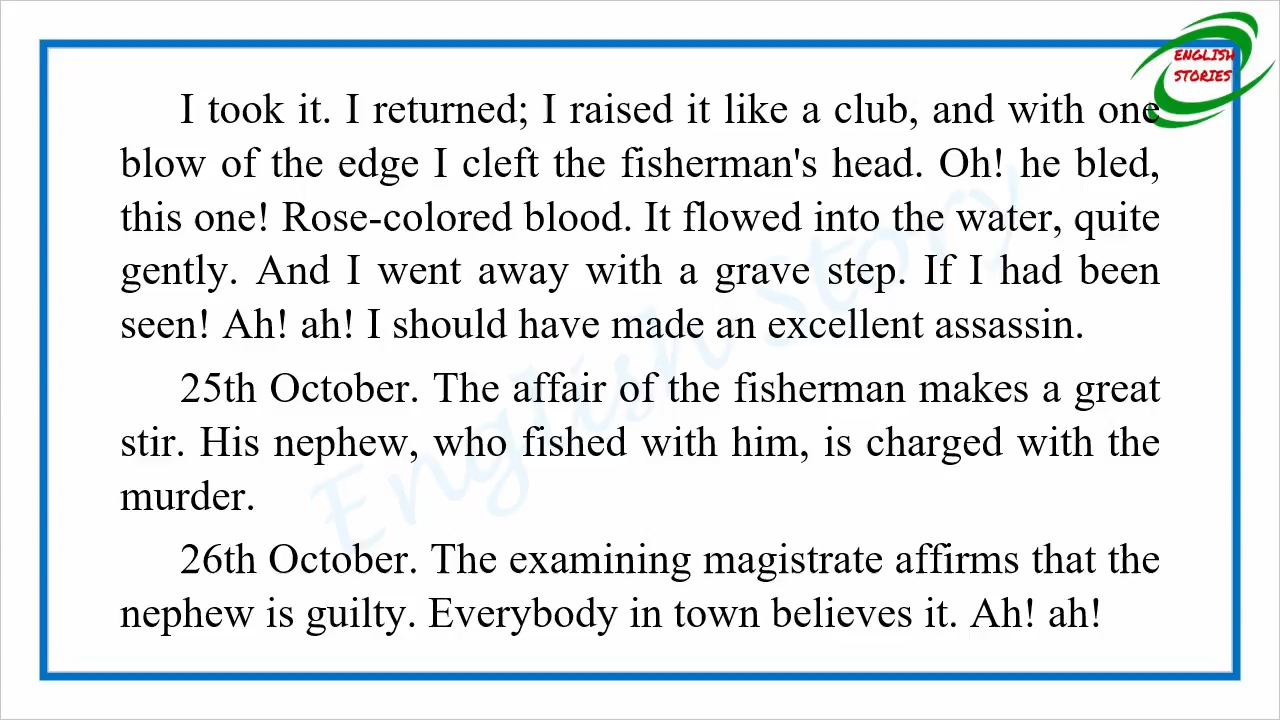 ENGLISH
STORIES
I took it. I returned; I raised it like a club, and with one
blow of the edge I cleft the fisherman's head. Oh! he bled,
this one! Rose-colored blood. It flowed into the water, quite
gently. And I went away with a grave step. If I had been
seen! Ah! ah! I should have made an excellent assassin.
25th October. The affair of the fisherman makes a great
stir. His nephew, who fished with him, is charged with the
murder.
26th October. The examining magistrate affirms that the
nephew is guilty. Everybody in town believes it. Ah! ah!
English Story